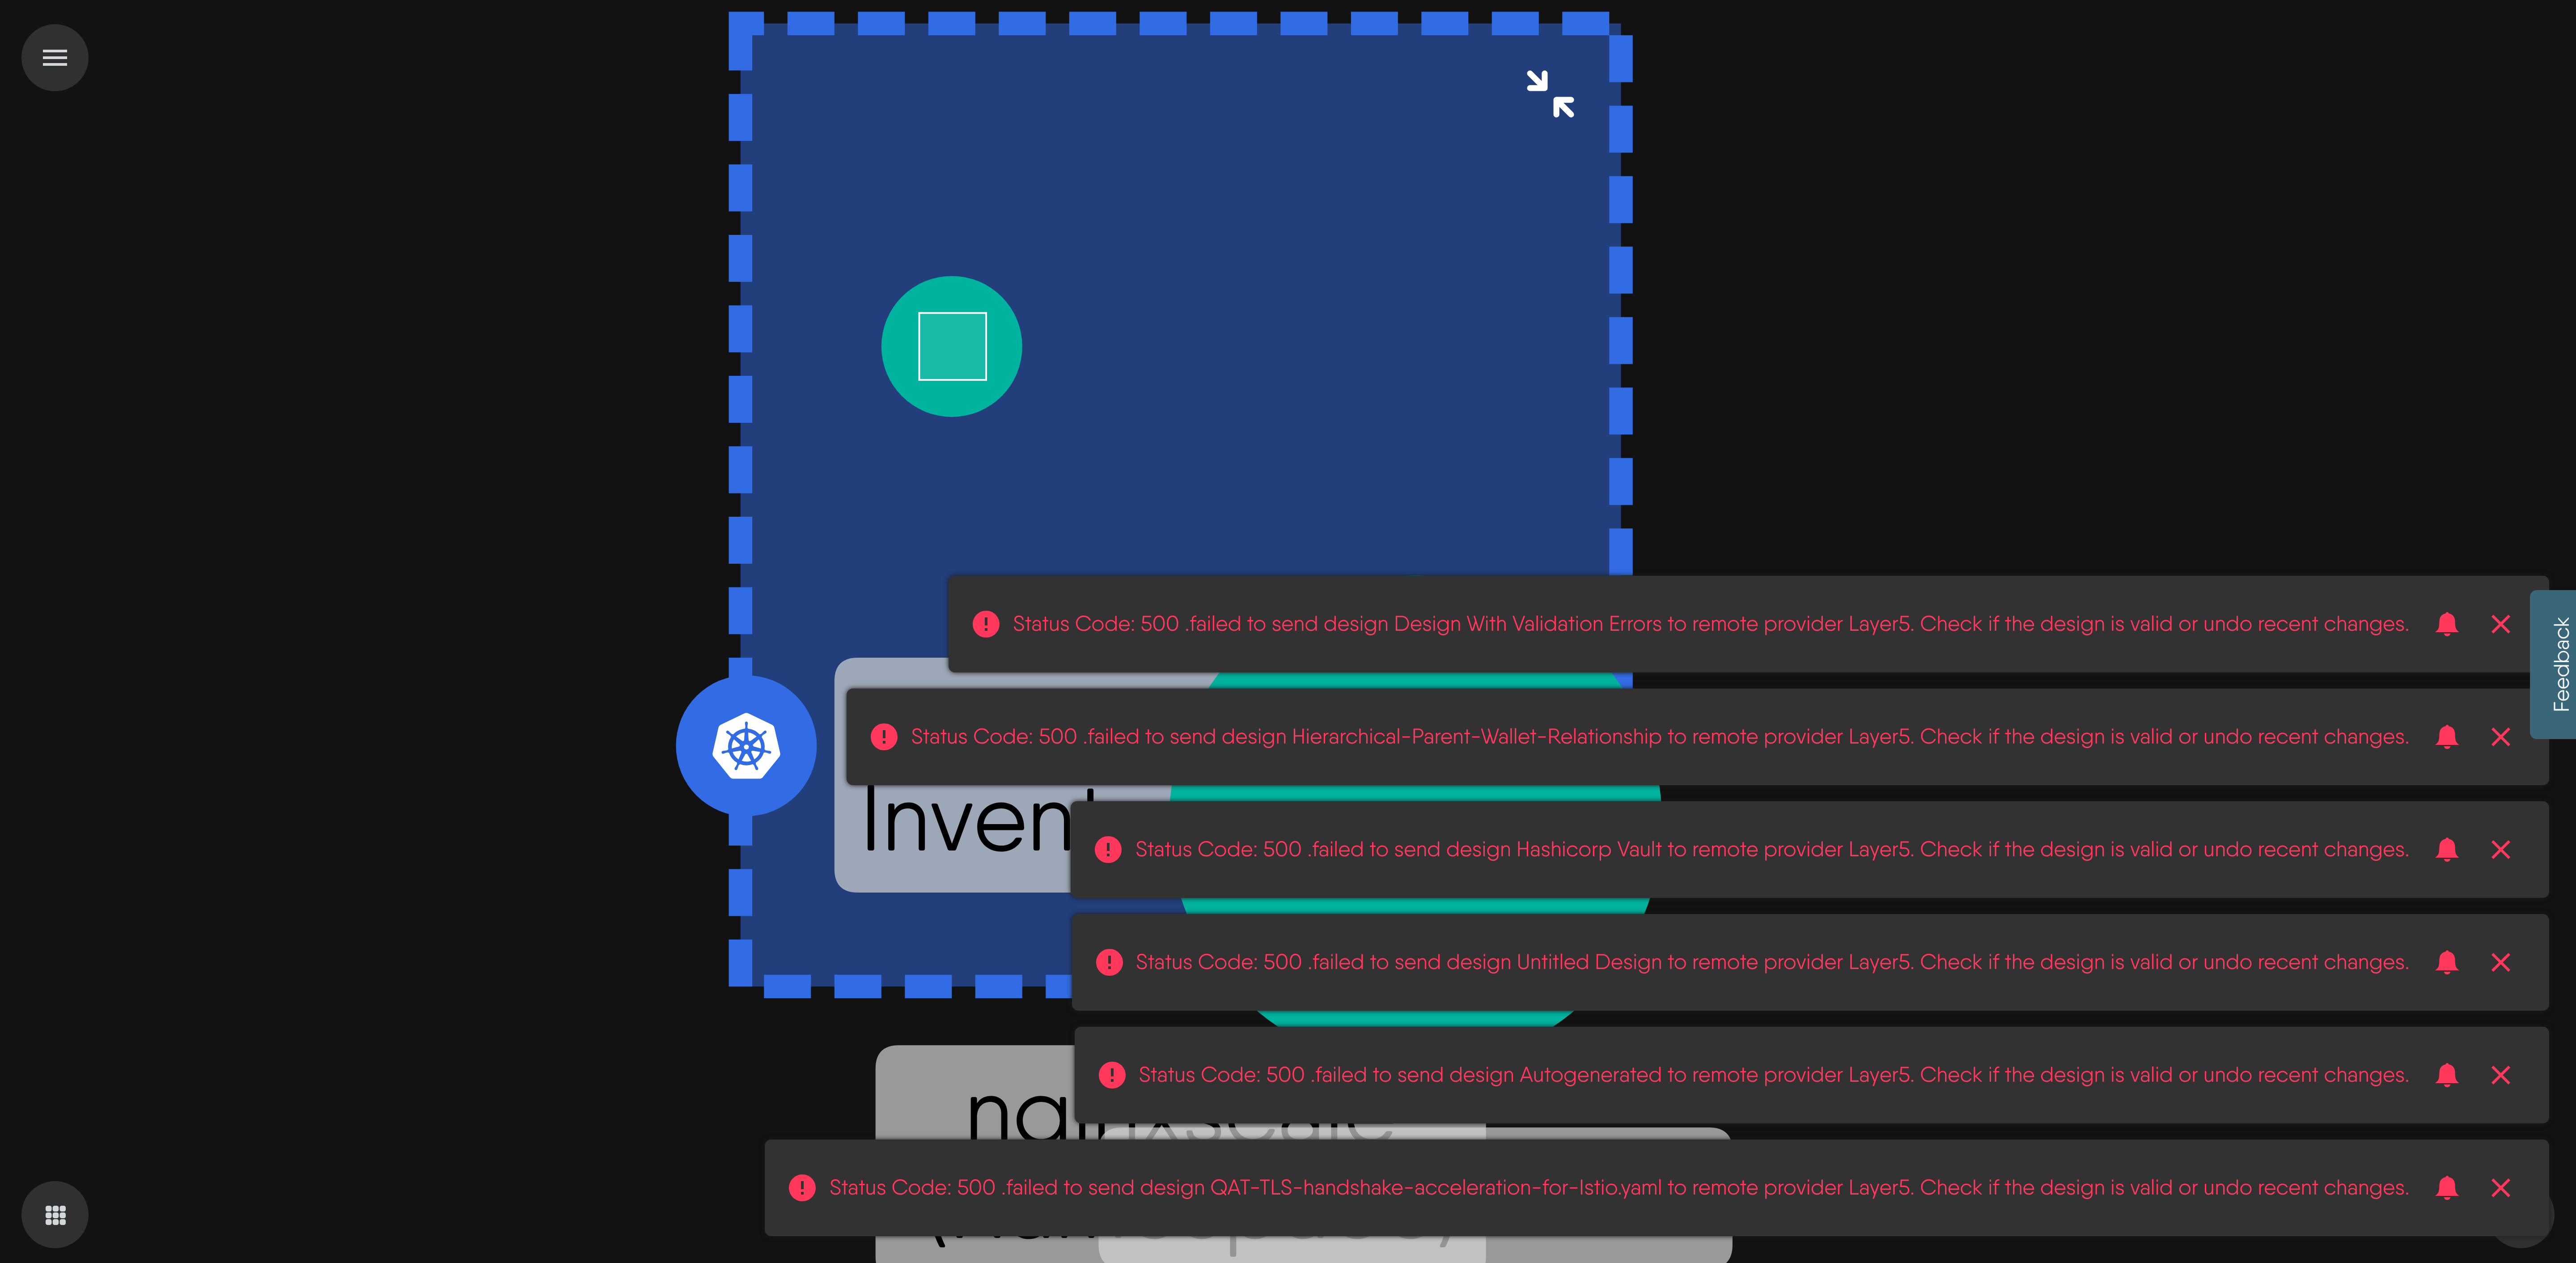 Status Code: 500 .failed to send design Design With Validation Errors to remote provider Layer5. Check if the design is valid or undo recent changes.
Feedback
Status Code: 500 .failed to send design Hierarchical-Parent-Wallet-Relationship to remote provider Layer5. Check if the design is valid or undo recent changes.
Invent
Status Code: 500 .failed to send design Hashicorp Vault to remote provider Layer5. Check if the design is valid or undo recent changes.
Status Code: 500 .failed to send design Untitled Design to remote provider Layer5. Check if the design is valid or undo recent changes.
Status Code: 500 .failed to send design Autogenerated to remote provider Layer5. Check if the design is valid or undo recent changes.
Status Code: 500 .failed to send design QAT-TLS-handshake-acceleration-for-Istio.yaml to remote provider Layer5. Check if the design is valid or undo recent changes.